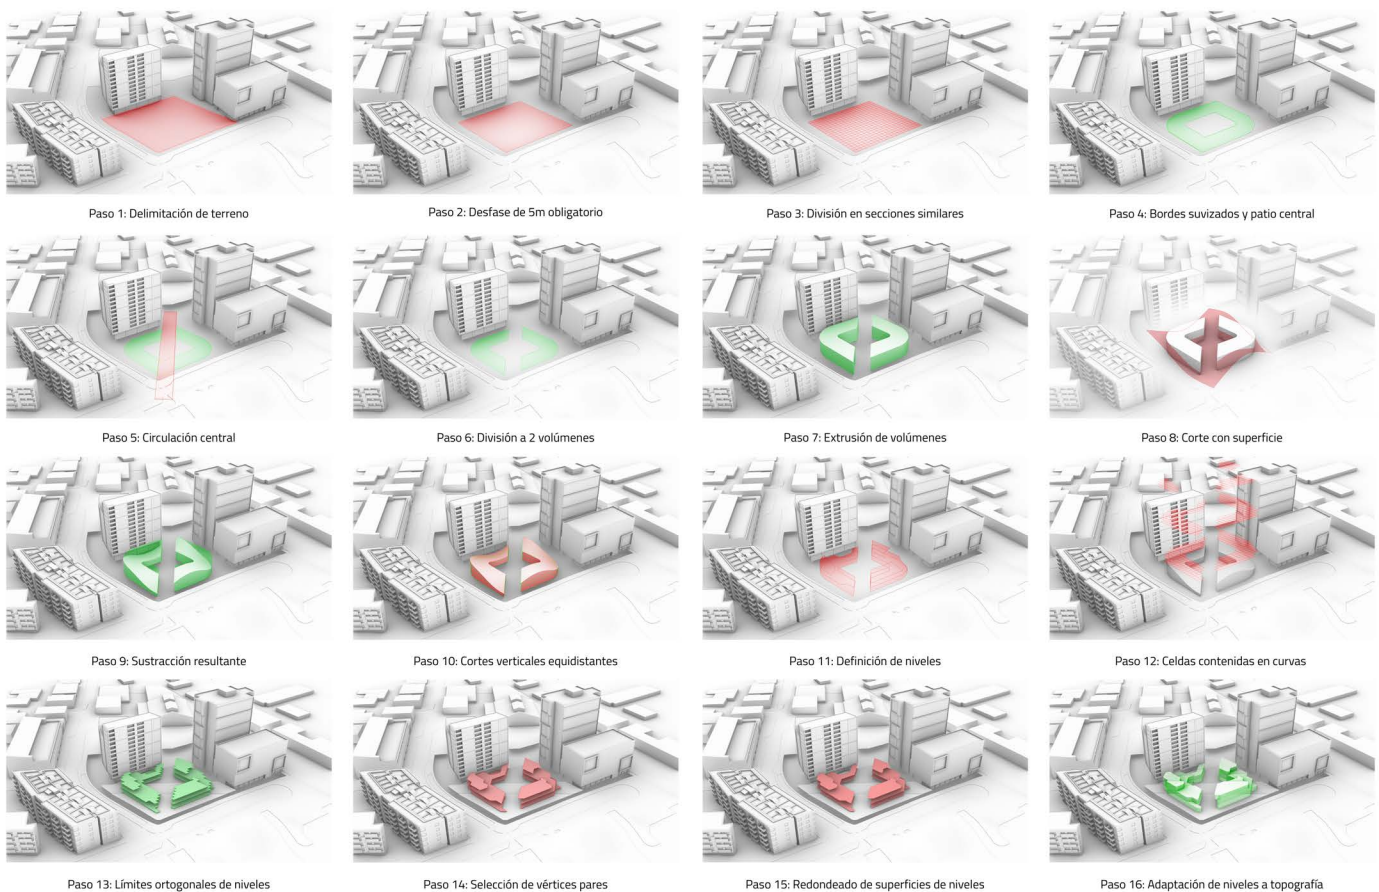 Paso 1: Delimitación de terreno
Paso 2: Desfase de 5m obligatorio
Paso 3: División en secciones similares
Paso 4: Bordes suvizados y patio central
Paso 5: Circulación central
Paso 6: División a 2 volúmenes
Paso 7: Extrusión de volúmenes
Paso 8: Corte con superficie
Paso 9: Sustracción resultante
Paso 10: Cortes verticales equidistantes
Paso 11: Definición de niveles
Paso 12: Celdas contenidas en curvas
Paso 13: Límites ortogonales de niveles
Paso 14: Selección de vértices pares
Paso 15: Redondeado de superficies de niveles
Paso 16: Adaptación de niveles a topografía